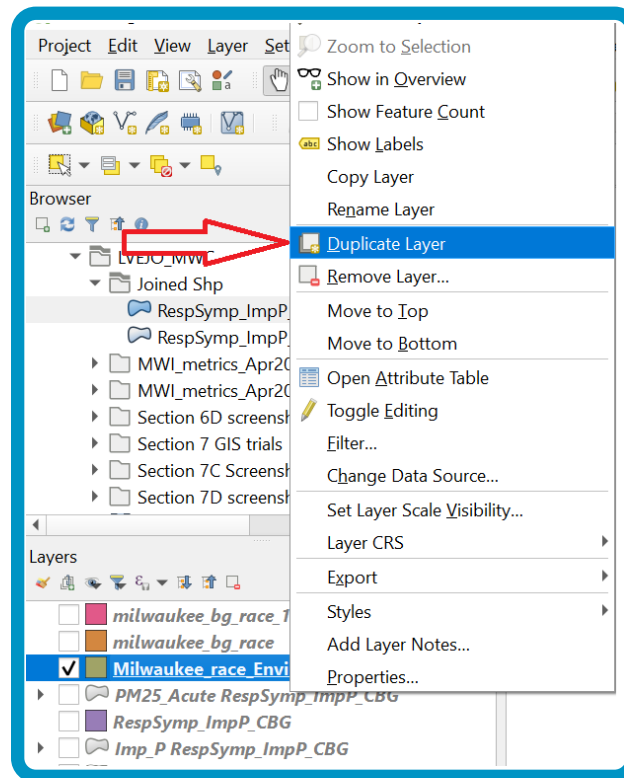 Project Edit View Layer Set
Browser
LVEJO_MWC
Joined Shp
RespSymp_ImpP_
RespSymp_ImpP_
MWI_metrics_Apr20
MWI_metrics_Apr20
Section 6D screensh
Section 7 GIS trials
Section 7C Screensh
Section 7D screensh
Layers
milwaukee_bg_race_1
milwaukee_bg_race
Milwaukee_race_Envi
PM25_Acute RespSymp_ImpP_CBG
RespSymp_ImpP_CBG
Imp_P RespSymp_ImpP_CBG
Zoom to Selection
Show in Overview
Show Feature Count
abc Show Labels
Copy Layer
Rename Layer
Duplicate Layer
Remove Layer...
Move to Top
Move to Bottom
Open Attribute Table
Toggle Editing
Filter...
Change Data Source...
Set Layer Scale Visibility...
Layer CRS
Export
Styles
Add Layer Notes...
Properties...